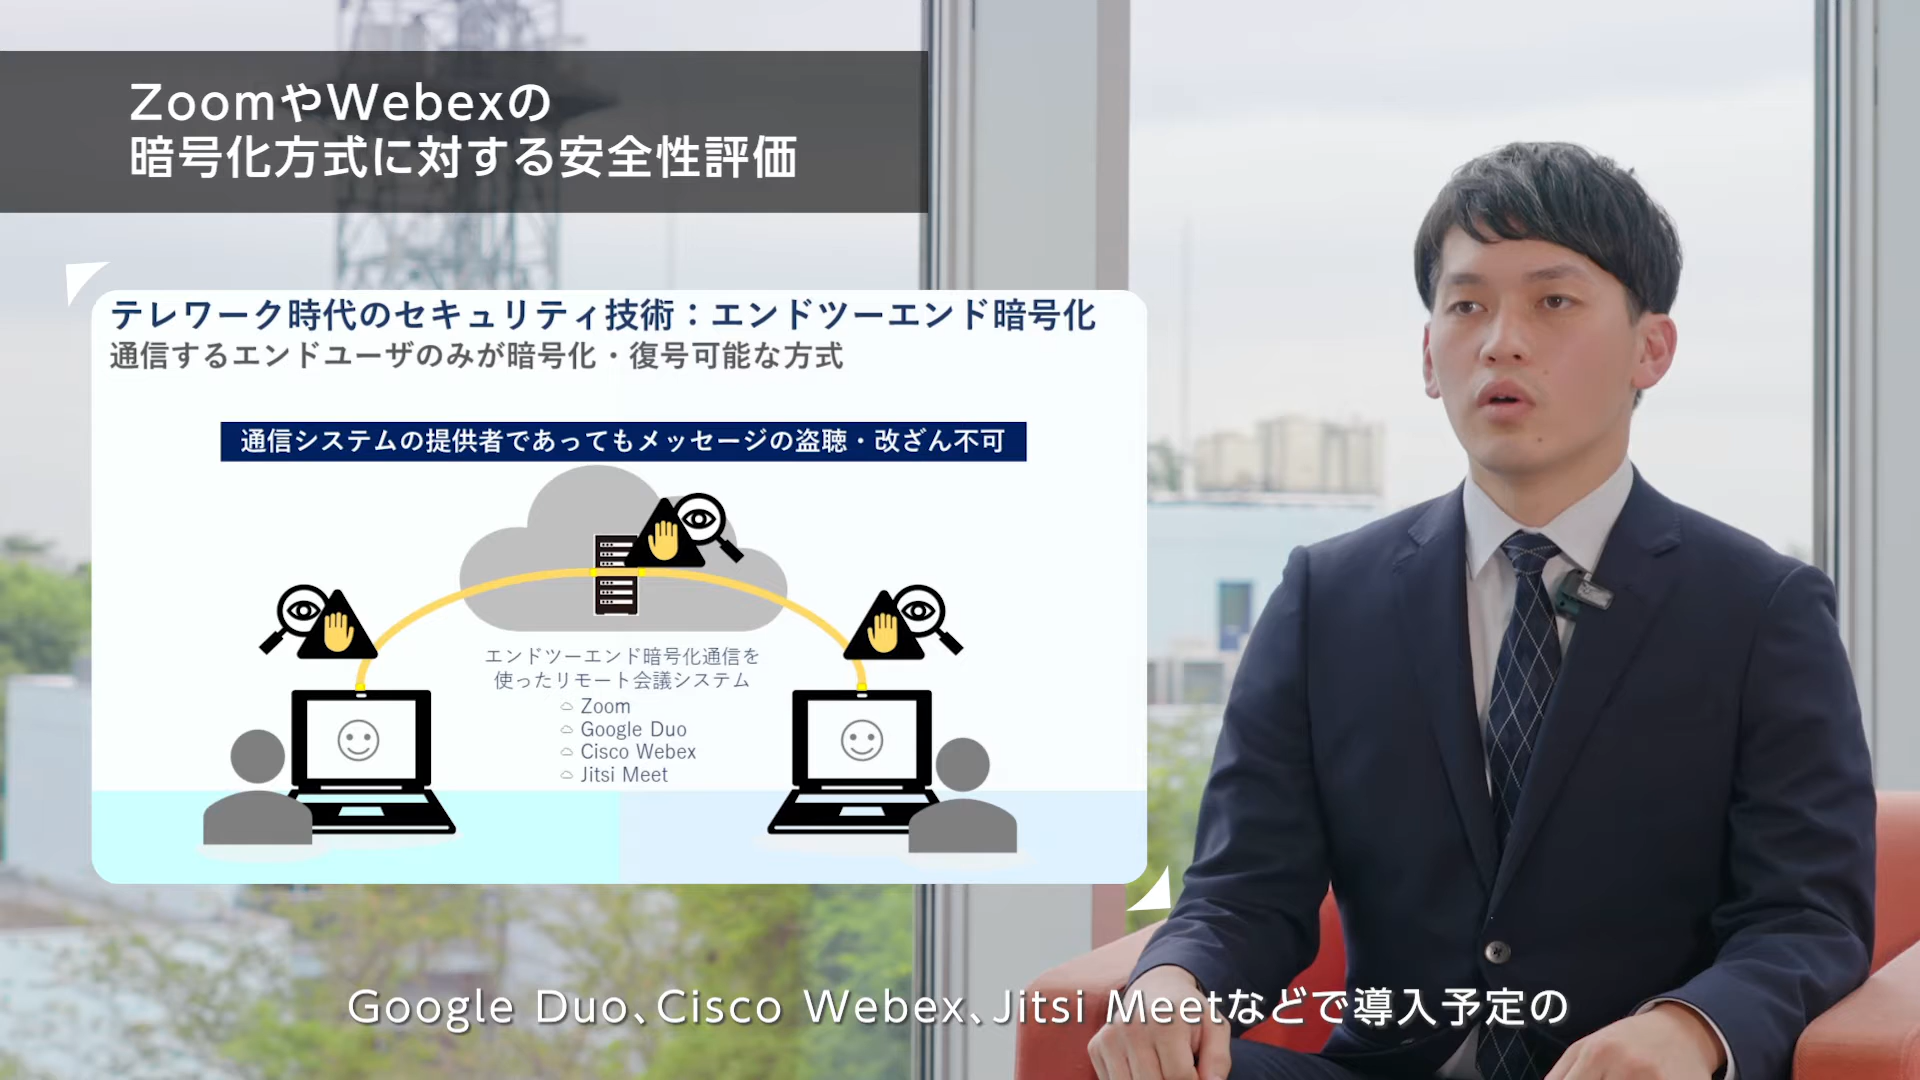 ZoomやWebexの
暗号化方式に対する安全性評価
テレワーク時代のセキュリティ技術：エンドツーエンド暗号化
通信するエンドユーザのみが暗号化・復号可能な方式
通信システムの提供者であってもメッセージの盗聴・改ざん不可
エンドツーエンド暗号化通信を
使ったリモート会議システム
Zoom
Google Duo
Cisco Webex
Jitsi Meet
Google Duo、Cisco Webex、Jitsi Meetなどで導入予定の